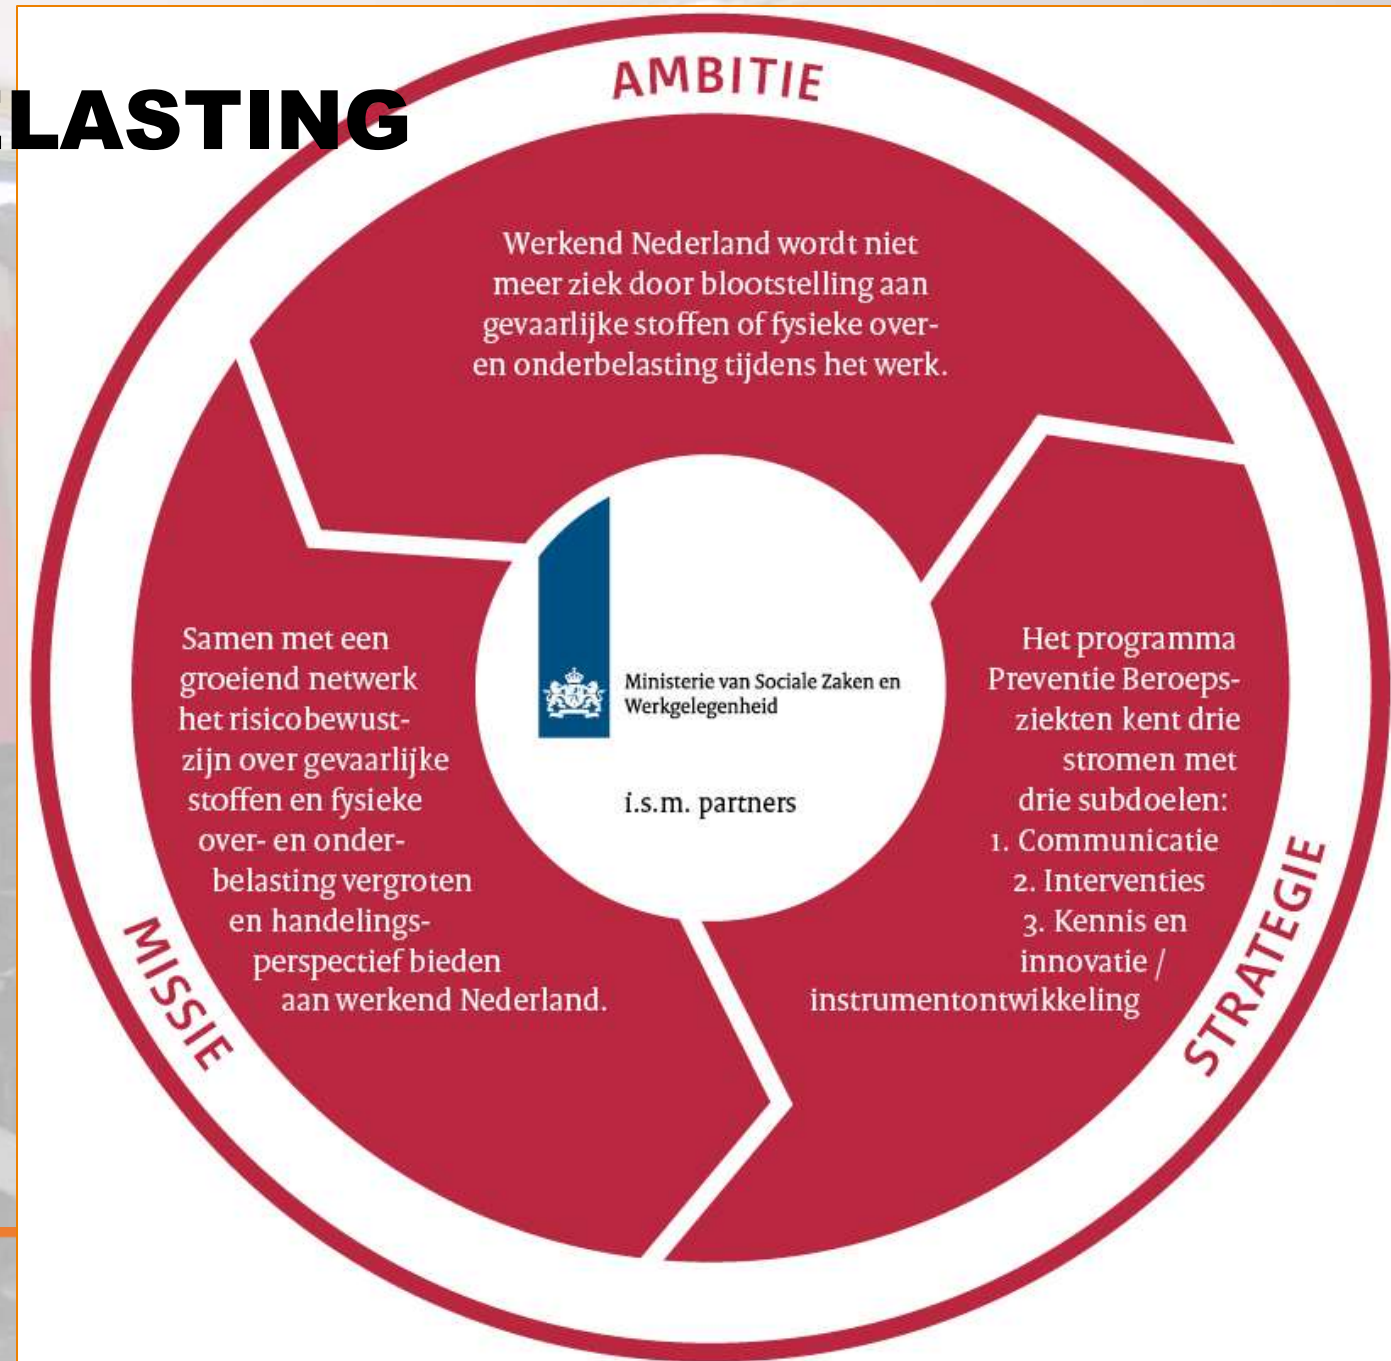 ELASTING
AMBITIE
Werkend Nederland wordt niet
meer ziek door blootstelling aan
gevaarlijke stoffen of fysieke over-
en onderbelasting tijdens het werk.
Ministerie van Sociale Zaken en
Werkgelegenheid
i.s.m. partners
Samen met een
groeiend netwerk
het risicobewust-
zijn over gevaarlijke
stoffen en fysieke
over- en onder-
belasting vergroten
en handelings-
perspectief bieden
aan werkend Nederland.
MISSIE
Het programma
Preventie Beroeps-
ziekten kent drie
stromen met
drie subdoelen:
1. Communicatie
2. Interventies
3. Kennis en
innovatie /
instrumentontwikkeling
STRATEGIE